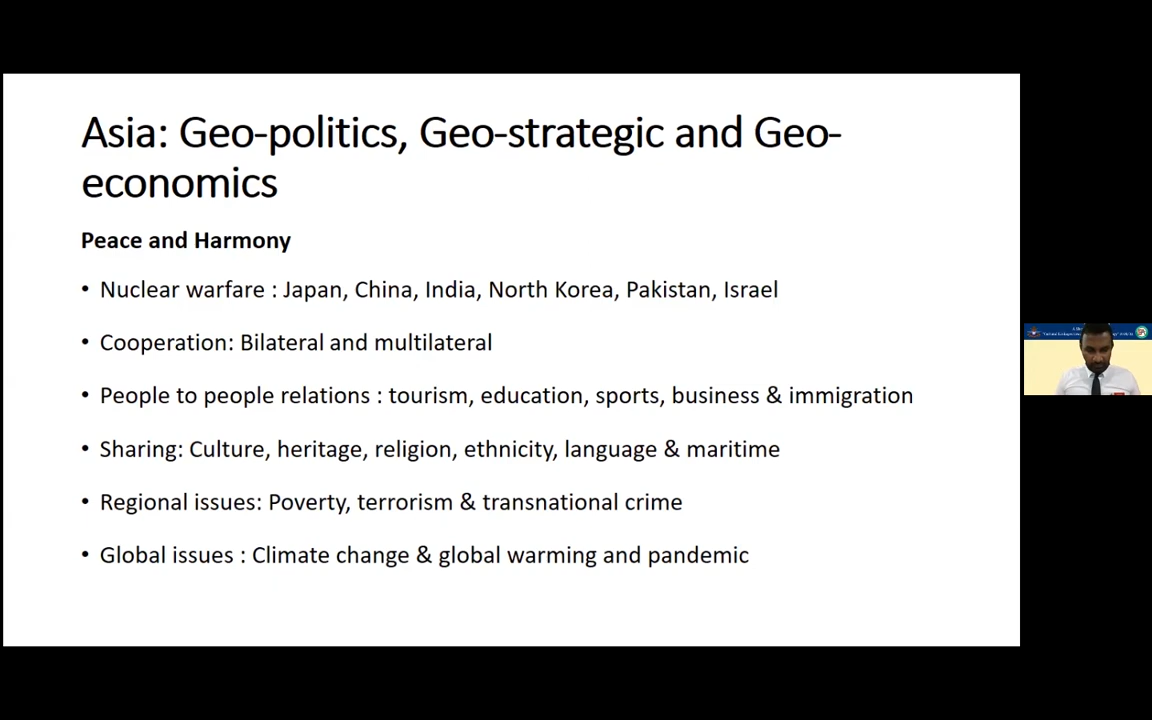 Asia: Geo-politics, Geo-strategic and Geo-
economics
Peace and Harmony
• Nuclear warfare : Japan, China, India, North Korea, Pakistan, Israel
• Cooperation: Bilateral and multilateral
• People to people relations : tourism, education, sports, business & immigration
• Sharing: Culture, heritage, religion, ethnicity, language & maritime
• Regional issues: Poverty, terrorism & transnational crime
• Global issues : Climate change & global warming and pandemic